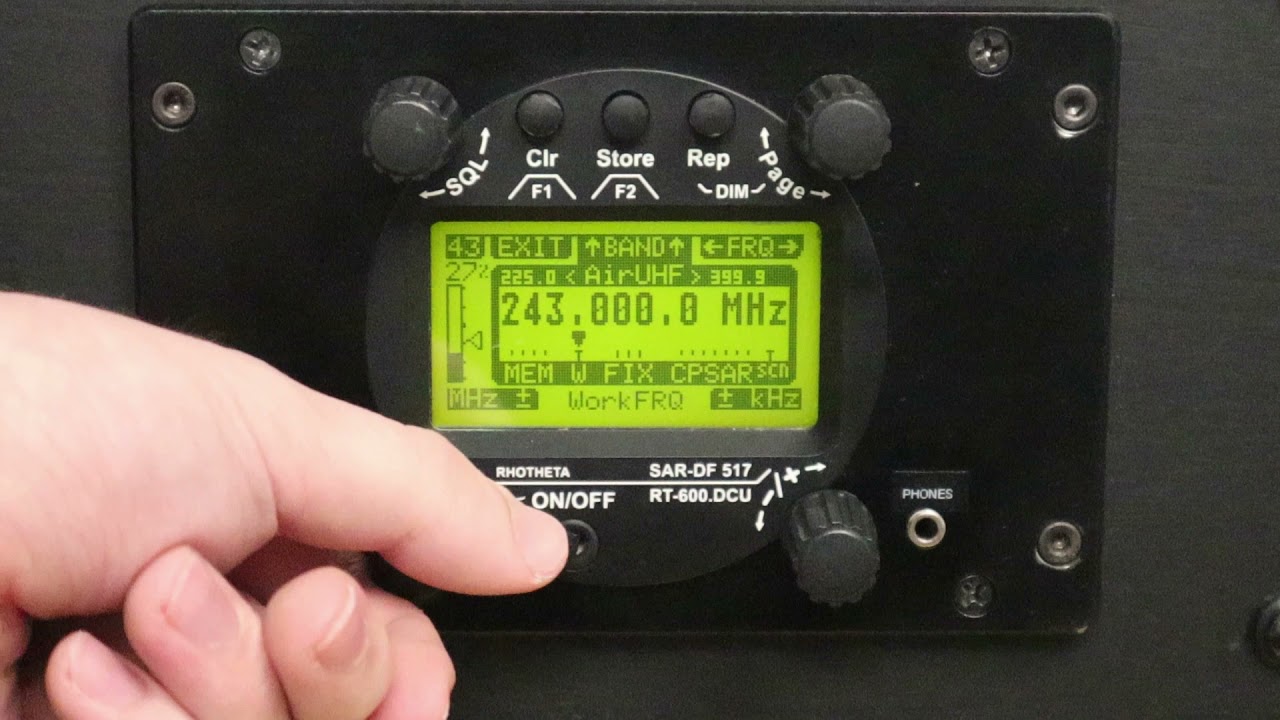 Clr Store Rep
SQL F1 F2 DIM Page
43 EXIT ↑BAND↑ ←FRQ→
27% 225.0 < AirUHF > 399.9
243.000.0 MHz
MEM W FIX CPSAR scn
MHz ± WorkFRQ ± kHz
RHOTHETA SAR-DF 517
ON/OFF RT-600.DCU
PHONES